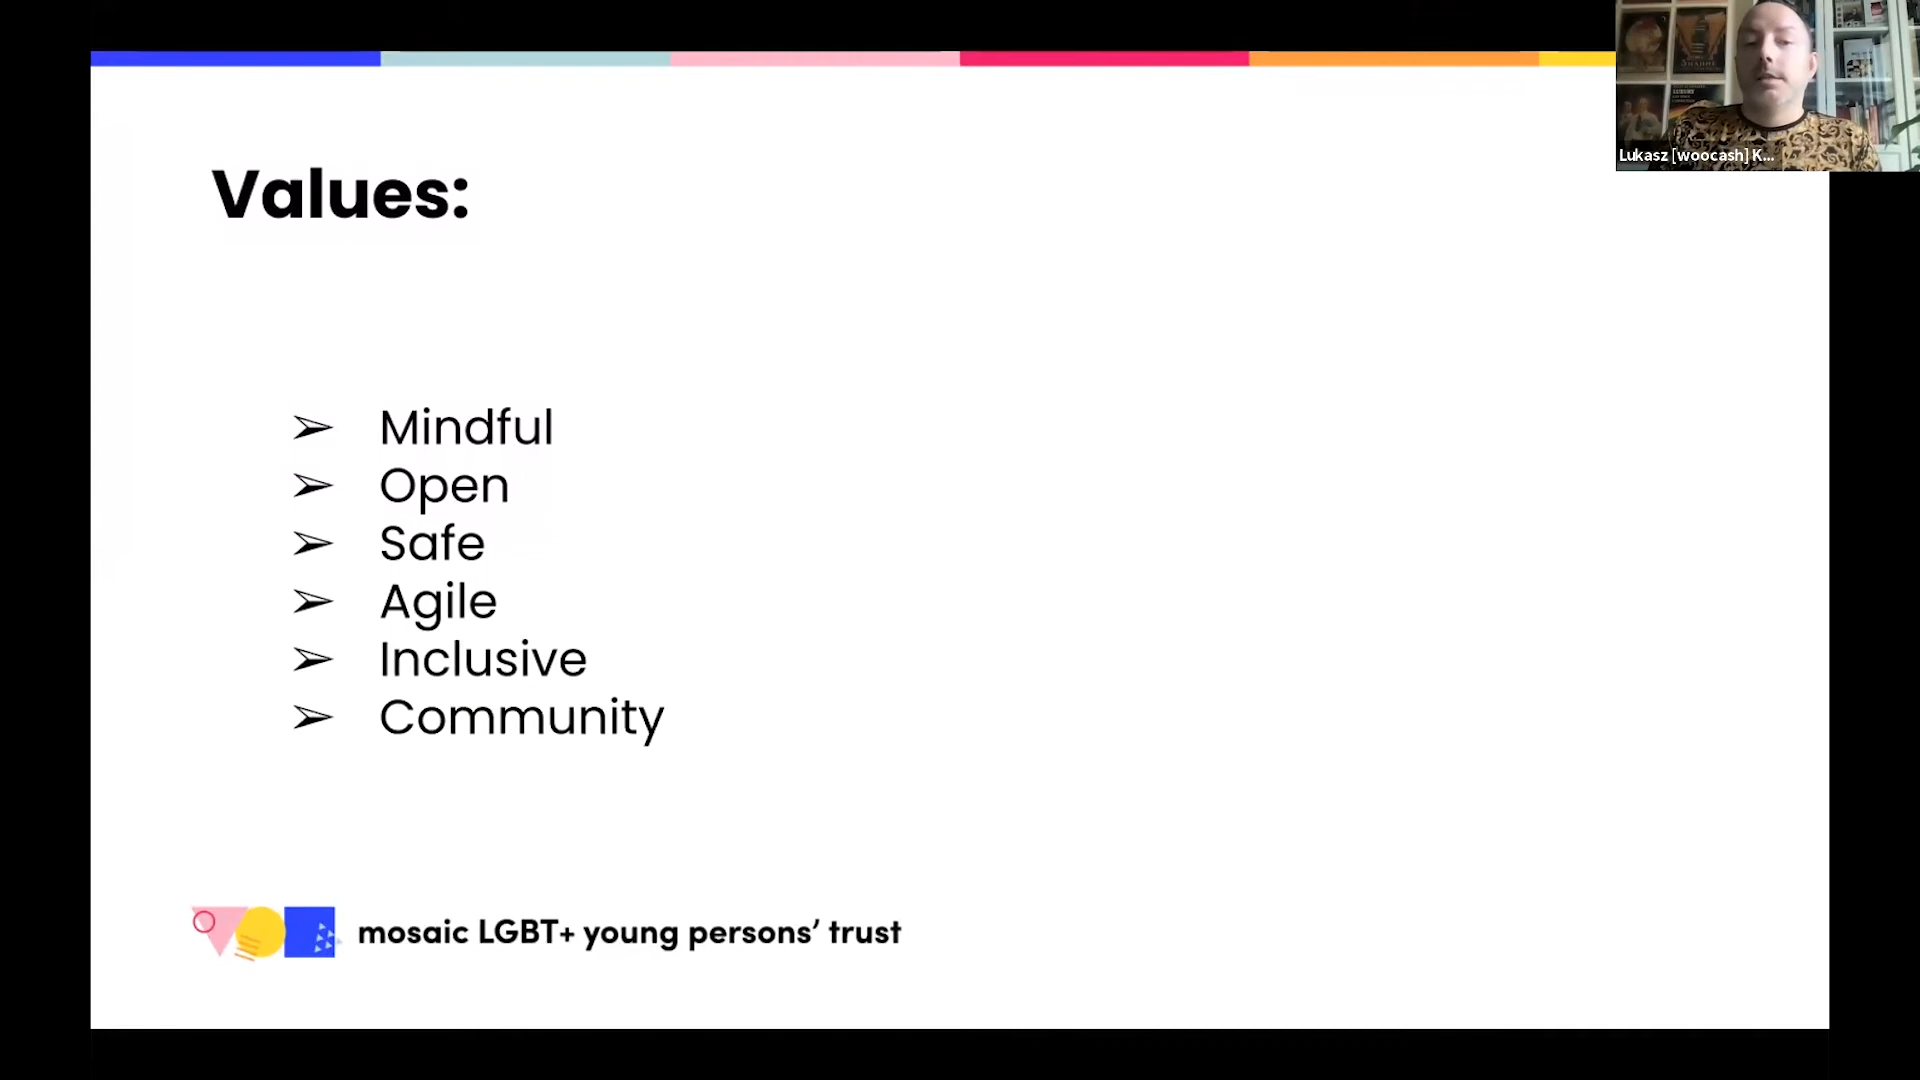 Values:
Lukasz [woocash] K...
➢ Mindful
➢ Open
➢ Safe
➢ Agile
➢ Inclusive
➢ Community
mosaic LGBT+ young persons’ trust